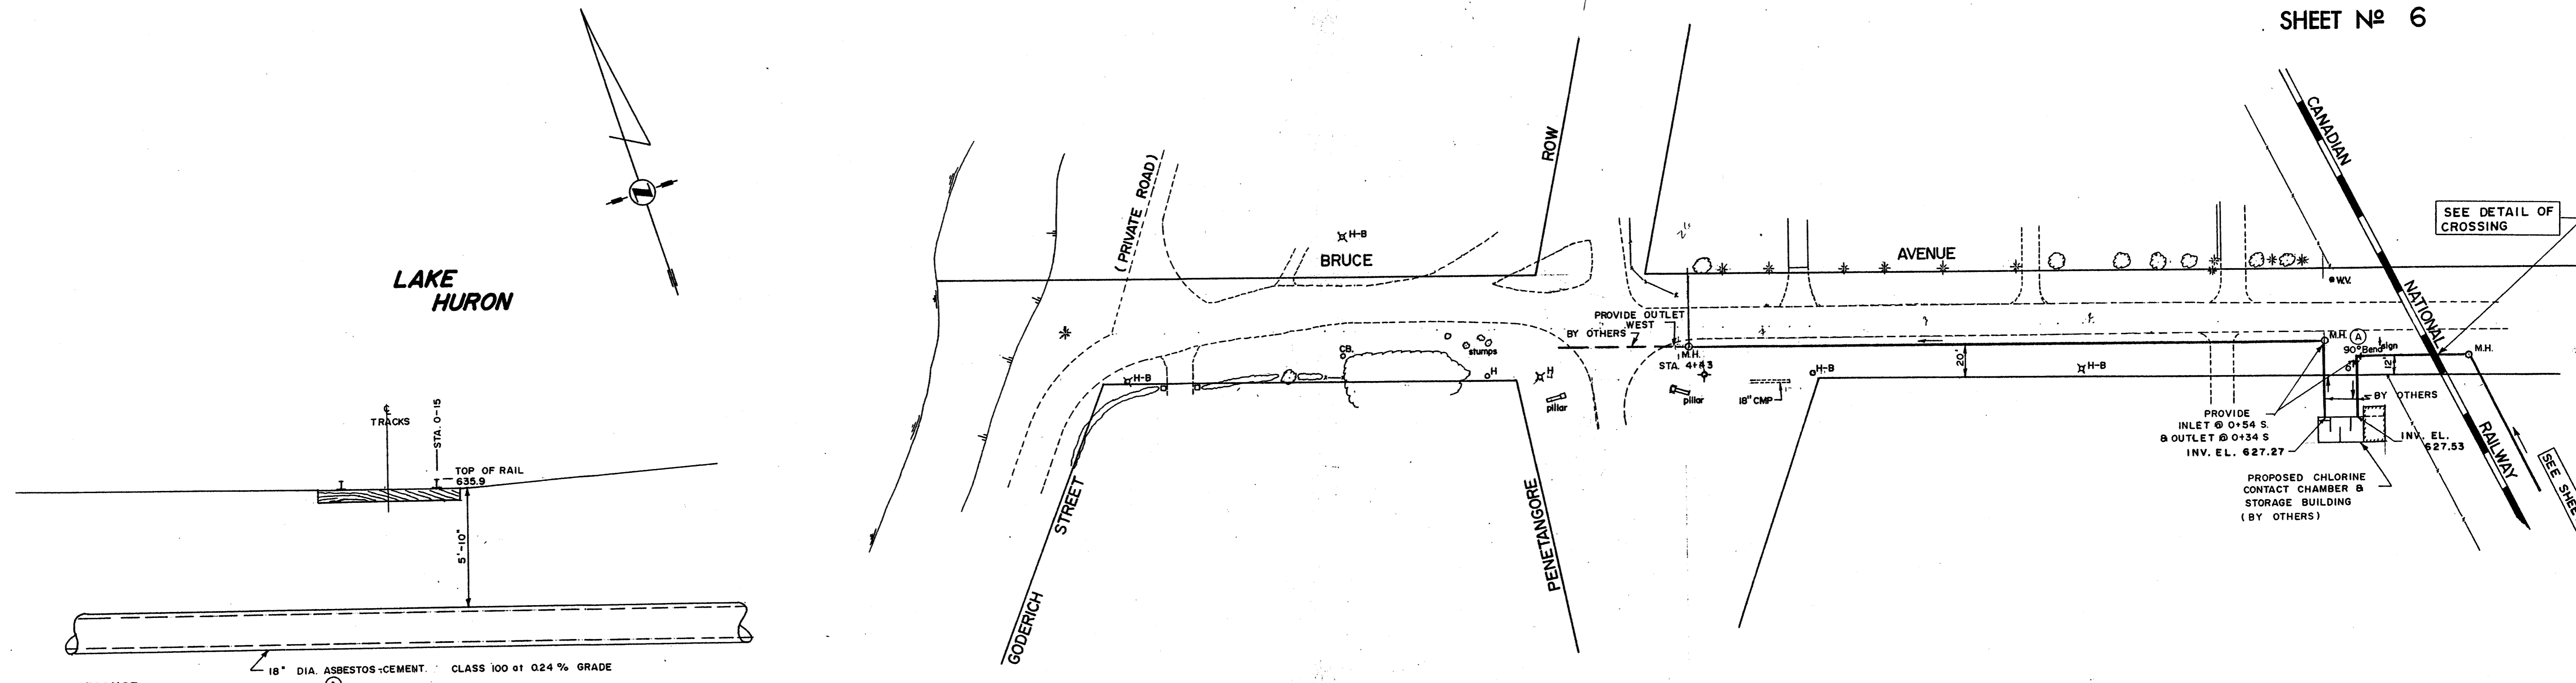 SHEET Nº 6
LAKE
HURON
(PRIVATE ROAD)
H-B
BRUCE
ROW
AVENUE
CANADIAN
NATIONAL
RAILWAY
SEE DETAIL OF
CROSSING
W.V.
PROVIDE OUTLET
WEST
BY OTHERS
M.H.
STA. 4+43
M.H.
A
90° Bend
sign
12'
M.H.
20'
CB.
stumps
H-B
H
H
pillar
pillar
18" CMP
H-B
H-B
BY OTHERS
PROVIDE
INLET @ 0+54 S.
& OUTLET @ 0+34 S
INV. EL. 627.27
INV. EL.
627.53
PROPOSED CHLORINE
CONTACT CHAMBER &
STORAGE BUILDING
(BY OTHERS)
GODERICH STREET
PENETANGORE
℄
TRACKS
STA. 0-15
TOP OF RAIL
635.9
5'-10"
18" DIA. ASBESTOS-CEMENT. CLASS 100 at 0.24 % GRADE